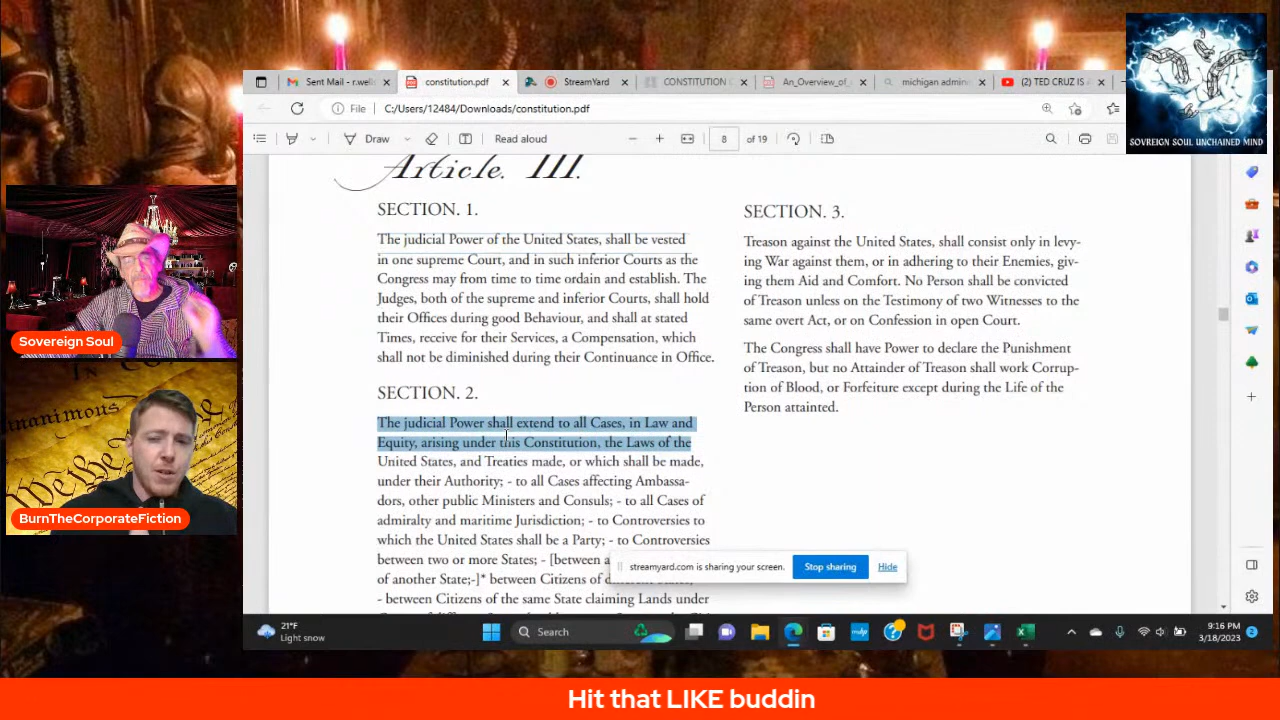 Sent Mail - r.well
constitution.pdf
StreamYard
CONSTITUTION
An_Overview_of_
michigan admini
(2) TED CRUZ IS
File
C:/Users/12484/Downloads/constitution.pdf
Draw
Read aloud
8
of 19
SOVREIGN SOUL UNCHAINED MIND
Article. III.
SECTION. 1.
The judicial Power of the United States, shall be vested
in one supreme Court, and in such inferior Courts as the
Congress may from time to time ordain and establish. The
Judges, both of the supreme and inferior Courts, shall hold
their Offices during good Behaviour, and shall at stated
Times, receive for their Services, a Compensation, which
shall not be diminished during their Continuance in Office.
SECTION. 2.
The judicial Power shall extend to all Cases, in Law and
Equity, arising under this Constitution, the Laws of the
United States, and Treaties made, or which shall be made,
under their Authority; - to all Cases affecting Ambassa-
dors, other public Ministers and Consuls; - to all Cases of
admiralty and maritime Jurisdiction; - to Controversies to
which the United States shall be a Party; - to Controversies
between two or more States; - [between a
of another State;-]* between Citizens of different States,
- between Citizens of the same State claiming Lands under
SECTION. 3.
Treason against the United States, shall consist only in levy-
ing War against them, or in adhering to their Enemies, giv-
ing them Aid and Comfort. No Person shall be convicted
of Treason unless on the Testimony of two Witnesses to the
same overt Act, or on Confession in open Court.
The Congress shall have Power to declare the Punishment
of Treason, but no Attainder of Treason shall work Corrup-
tion of Blood, or Forfeiture except during the Life of the
Person attainted.
streamyard.com is sharing your screen.
Stop sharing
Hide
Sovereign Soul
We the
BurnTheCorporateFiction
21°F
Light snow
Search
9:16 PM
3/18/2023
Hit that LIKE buddin